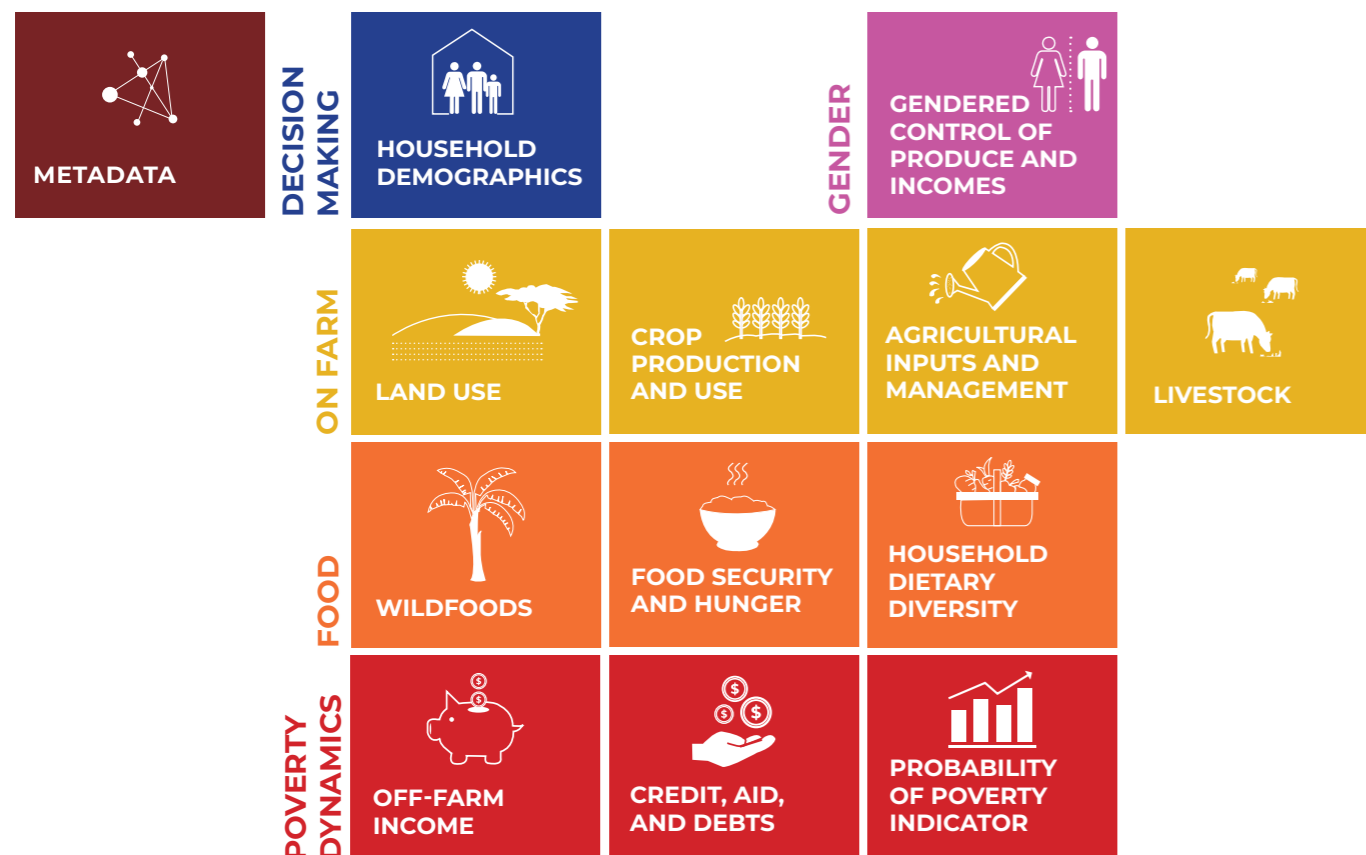 METADATA
DECISION
MAKING
HOUSEHOLD
DEMOGRAPHICS
GENDER
GENDERED
CONTROL OF
PRODUCE AND
INCOMES
ON FARM
LAND USE
CROP
PRODUCTION
AND USE
AGRICULTURAL
INPUTS AND
MANAGEMENT
LIVESTOCK
FOOD
WILDFOODS
FOOD SECURITY
AND HUNGER
HOUSEHOLD
DIETARY
DIVERSITY
POVERTY
DYNAMICS
$
$
OFF-FARM
INCOME
$
$
$
CREDIT, AID,
AND DEBTS
PROBABILITY
OF POVERTY
INDICATOR